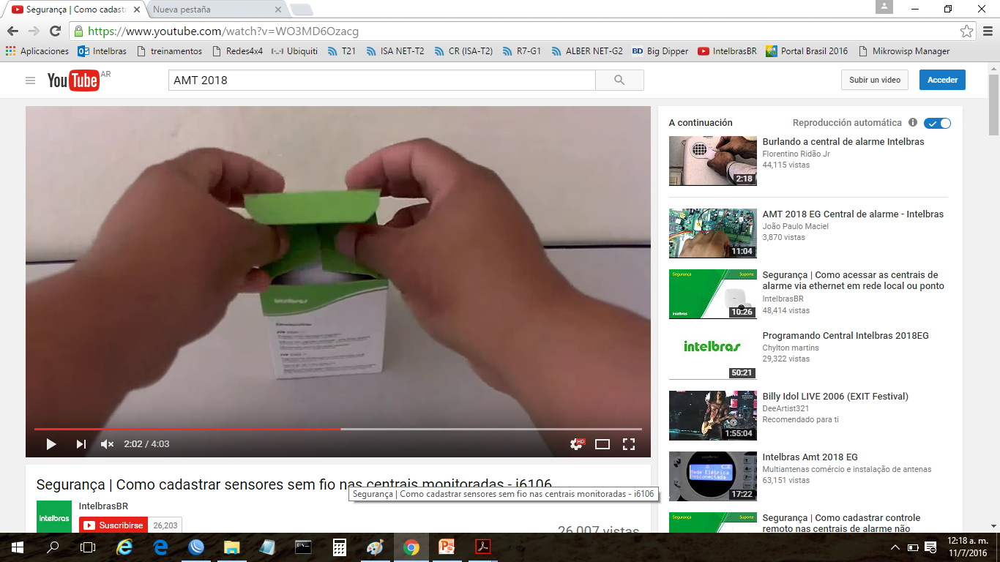 Segurança | Como cadastr
Nueva pestaña
https://www.youtube.com/watch?v=WO3MD6Ozacg
Aplicaciones
Intelbras
treinamentos
Redes4x4
Ubiquiti
T21
ISA NET-T2
CR (ISA-T2)
R7-G1
ALBER NET-G2
BD Big Dipper
IntelbrasBR
Portal Brasil 2016
Mikrowisp Manager
YouTube AR
AMT 2018
Subir un video
Acceder
intelbras
2:02 / 4:03
HD
Segurança | Como cadastrar sensores sem fio nas centrais monitoradas - i6106
Segurança | Como cadastrar sensores sem fio nas centrais monitoradas - i6106
intelbras
IntelbrasBR
Suscribirse 26,203
26,007 vistas
A continuación
Reproducción automática
2:18
Burlando a central de alarme Intelbras
Florentino Ridão Jr
44,115 vistas
11:04
AMT 2018 EG Central de alarme - Intelbras
João Paulo Maciel
3,870 vistas
Segurança
Suporte
intelbras
10:26
Segurança | Como acessar as centrais de
alarme via ethernet em rede local ou ponto
IntelbrasBR
48,414 vistas
intelbras
50:21
Programando Central Intelbras 2018EG
Chylton martins
29,322 vistas
1:55:04
Billy Idol LIVE 2006 (EXIT Festival)
DeeArtist321
Recomendado para ti
Rede Elétrica
Desconectada
17:22
Intelbras Amt 2018 EG
Multiantenas comércio e instalação de antenas
63,151 vistas
Segurança
Suporte
Segurança | Como cadastrar controle
remoto nas centrais de alarme não
12:18 a. m.
11/7/2016